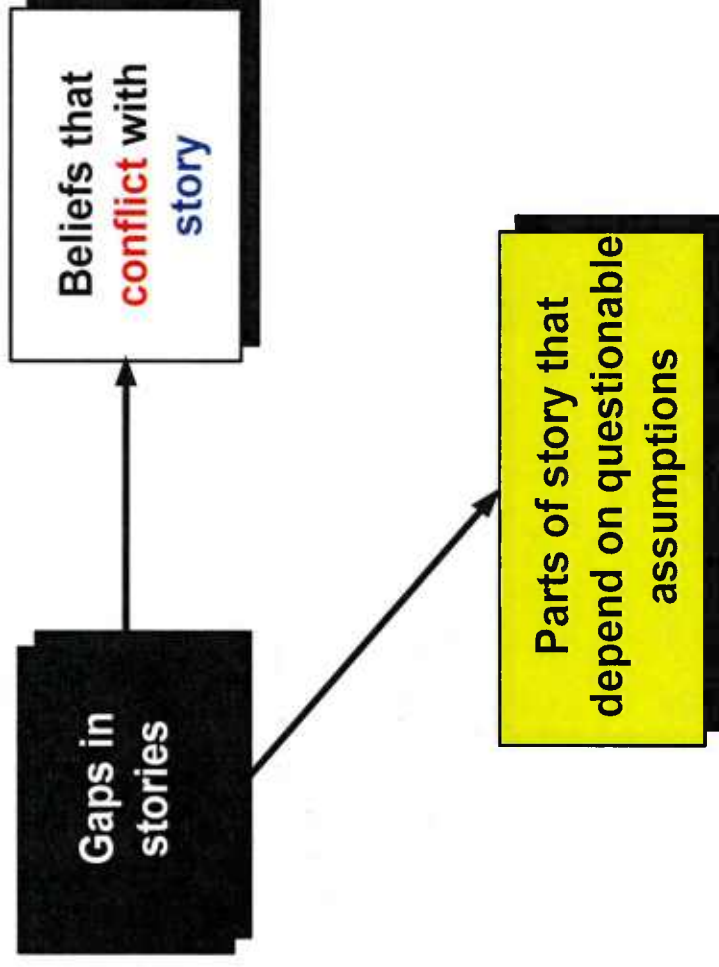 Gaps in
stories
Beliefs that
conflict with
story
Parts of story that
depend on questionable
assumptions